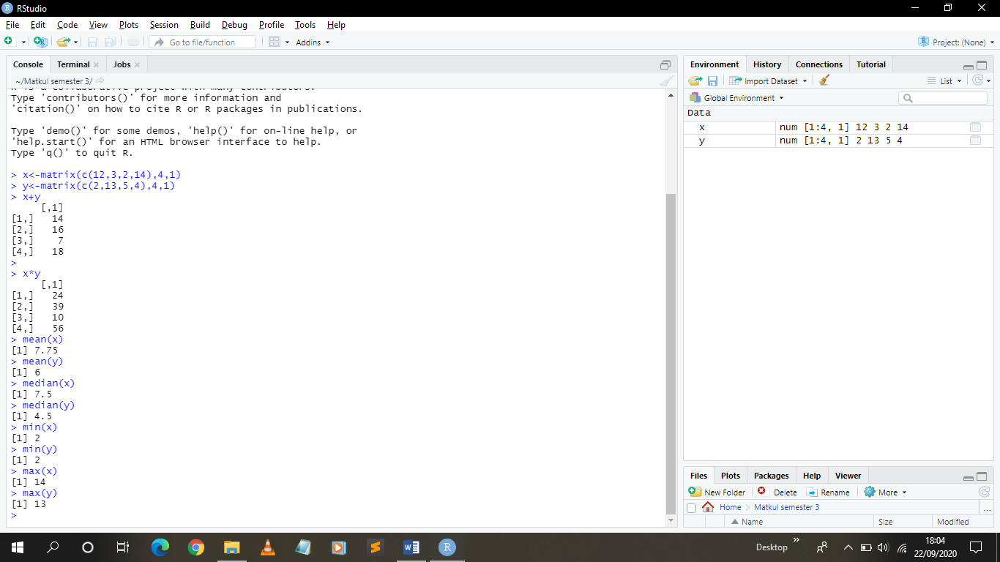 RStudio
File Edit Code View Plots Session Build Debug Profile Tools Help
Go to file/function Addins Project: (None)
Console Terminal Jobs
~/Matkul semester 3/
R is a collaborative project with many contributors.
Type 'contributors()' for more information and
'citation()' on how to cite R or R packages in publications.
Type 'demo()' for some demos, 'help()' for on-line help, or
'help.start()' for an HTML browser interface to help.
Type 'q()' to quit R.
> x<-matrix(c(12,3,2,14),4,1)
> y<-matrix(c(2,13,5,4),4,1)
> x+y
[,1]
[1,] 14
[2,] 16
[3,] 7
[4,] 18
>
> x*y
[,1]
[1,] 24
[2,] 39
[3,] 10
[4,] 56
> mean(x)
[1] 7.75
> mean(y)
[1] 6
> median(x)
[1] 7.5
> median(y)
[1] 4.5
> min(x)
[1] 2
> min(y)
[1] 2
> max(x)
[1] 14
> max(y)
[1] 13
>
Environment History Connections Tutorial
Import Dataset List
Global Environment
Data
x num [1:4, 1] 12 3 2 14
y num [1:4, 1] 2 13 5 4
Files Plots Packages Help Viewer
New Folder Delete Rename More
Home > Matkul semester 3 ...
Name Size Modified
Desktop » 18:04
22/09/2020